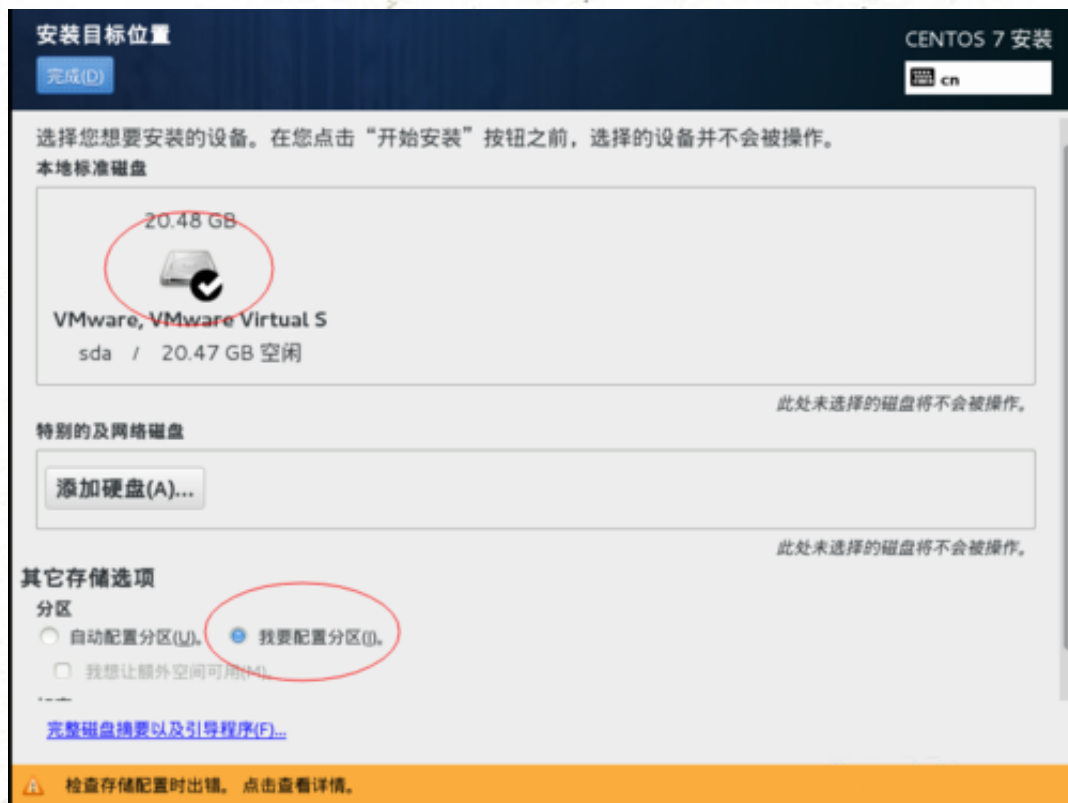 安装目标位置
CENTOS 7 安装
完成(D)
cn
选择您想要安装的设备。在您点击“开始安装”按钮之前，选择的设备并不会被操作。
本地标准磁盘
20.48 GB
VMware, VMware Virtual S
sda / 20.47 GB 空闲
此处未选择的磁盘将不会被操作。
特别的及网络磁盘
添加硬盘(A)...
此处未选择的磁盘将不会被操作。
其它存储选项
分区
自动配置分区(U)。 我要配置分区(I)。
我想让额外空间可用(M)。
完整磁盘摘要以及引导程序(F)...
检查存储配置时出错。 点击查看详情。